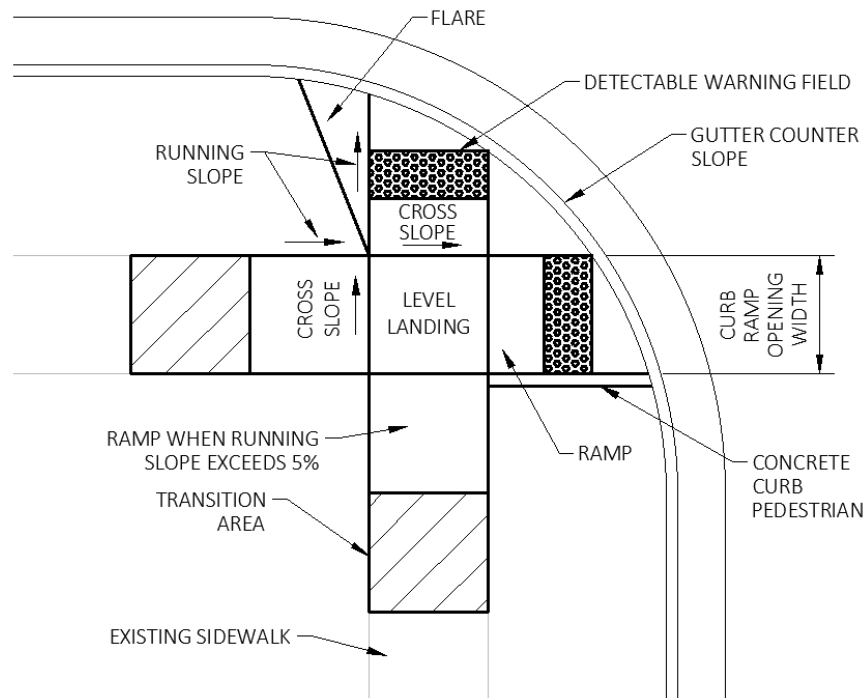 FLARE
DETECTABLE WARNING FIELD
GUTTER COUNTER
SLOPE
RUNNING
SLOPE
CROSS
SLOPE
CROSS
SLOPE
LEVEL
LANDING
CURB
RAMP
OPENING
WIDTH
RAMP WHEN RUNNING
SLOPE EXCEEDS 5%
RAMP
CONCRETE
CURB
PEDESTRIAN
TRANSITION
AREA
EXISTING SIDEWALK